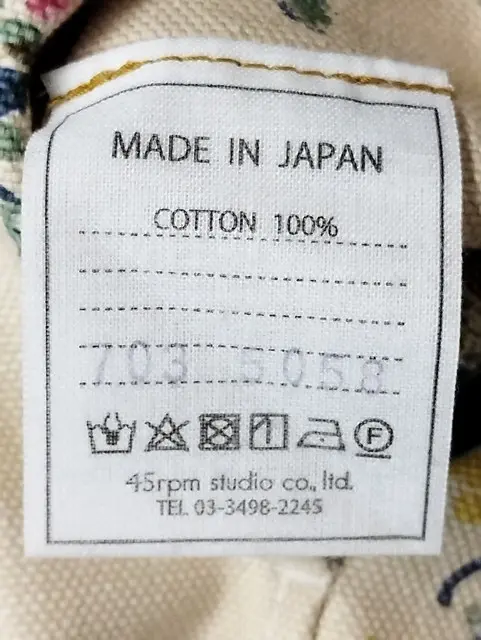 MADE IN JAPAN
COTTON 100%
703 5058
F
45rpm studio co., ltd.
TEL 03-3498-2245